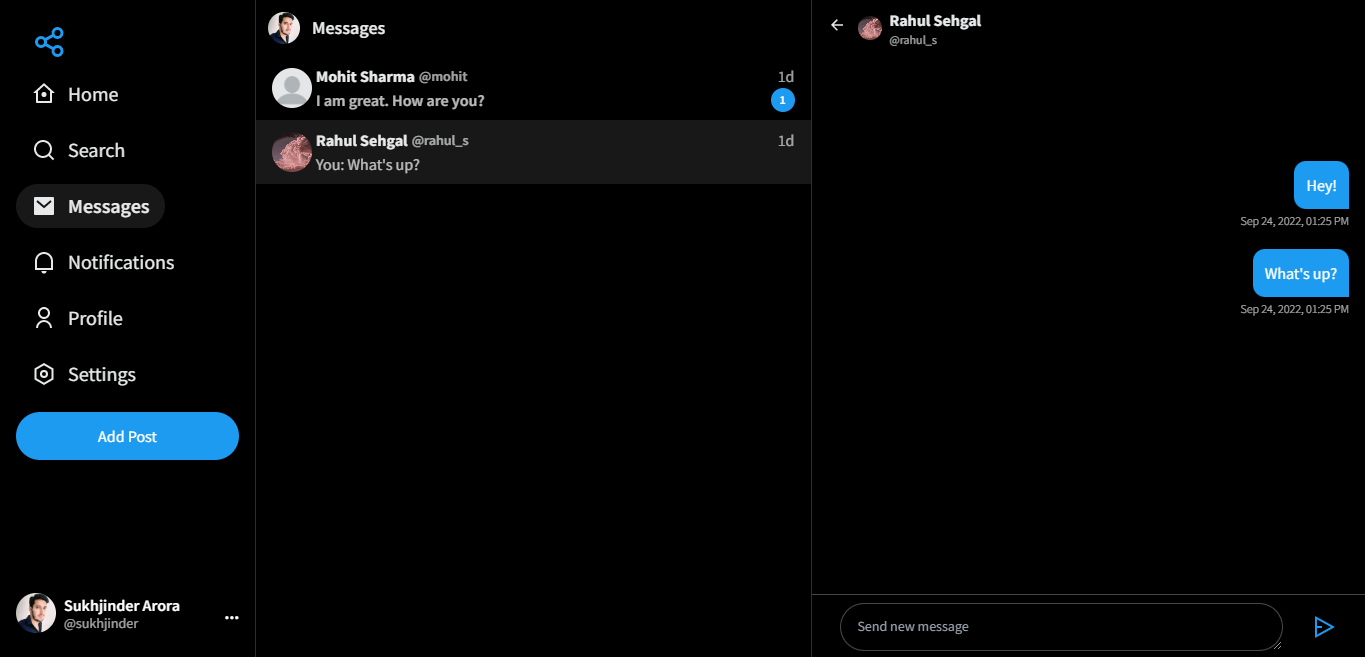 Home
Search
Messages
Notifications
Profile
Settings
Add Post
Sukhjinder Arora
@sukhjinder
Messages
Mohit Sharma @mohit 1d
I am great. How are you? 1
Rahul Sehgal @rahul_s 1d
You: What's up?
Rahul Sehgal
@rahul_s
Hey!
Sep 24, 2022, 01:25 PM
What's up?
Sep 24, 2022, 01:25 PM
Send new message